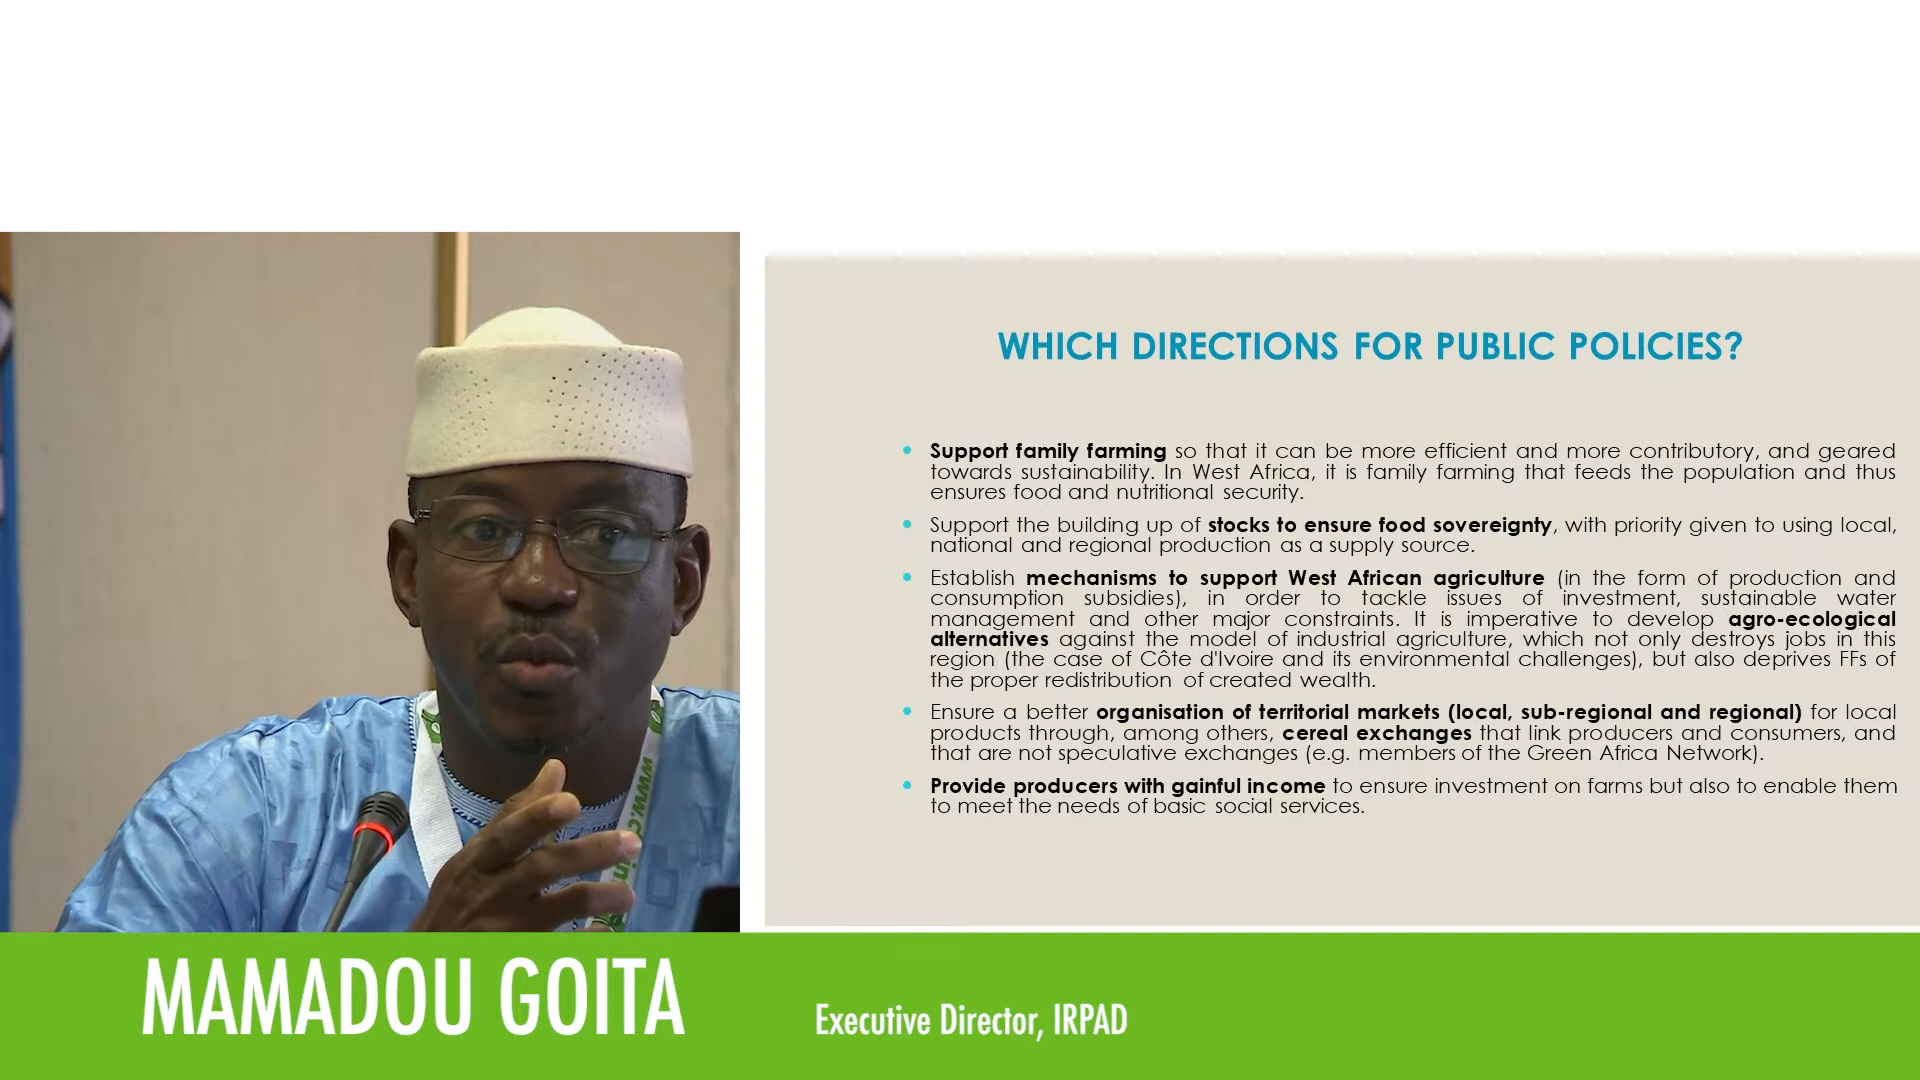 WHICH DIRECTIONS FOR PUBLIC POLICIES?
• Support family farming so that it can be more efficient and more contributory, and geared
towards sustainability. In West Africa, it is family farming that feeds the population and thus
ensures food and nutritional security.
• Support the building up of stocks to ensure food sovereignty, with priority given to using local,
national and regional production as a supply source.
• Establish mechanisms to support West African agriculture (in the form of production and
consumption subsidies), in order to tackle issues of investment, sustainable water
management and other major constraints. It is imperative to develop agro-ecological
alternatives against the model of industrial agriculture, which not only destroys jobs in this
region (the case of Côte d'Ivoire and its environmental challenges), but also deprives FFs of
the proper redistribution of created wealth.
• Ensure a better organisation of territorial markets (local, sub-regional and regional) for local
products through, among others, cereal exchanges that link producers and consumers, and
that are not speculative exchanges (e.g. members of the Green Africa Network).
• Provide producers with gainful income to ensure investment on farms but also to enable them
to meet the needs of basic social services.
MAMADOU GOITA
Executive Director, IRPAD